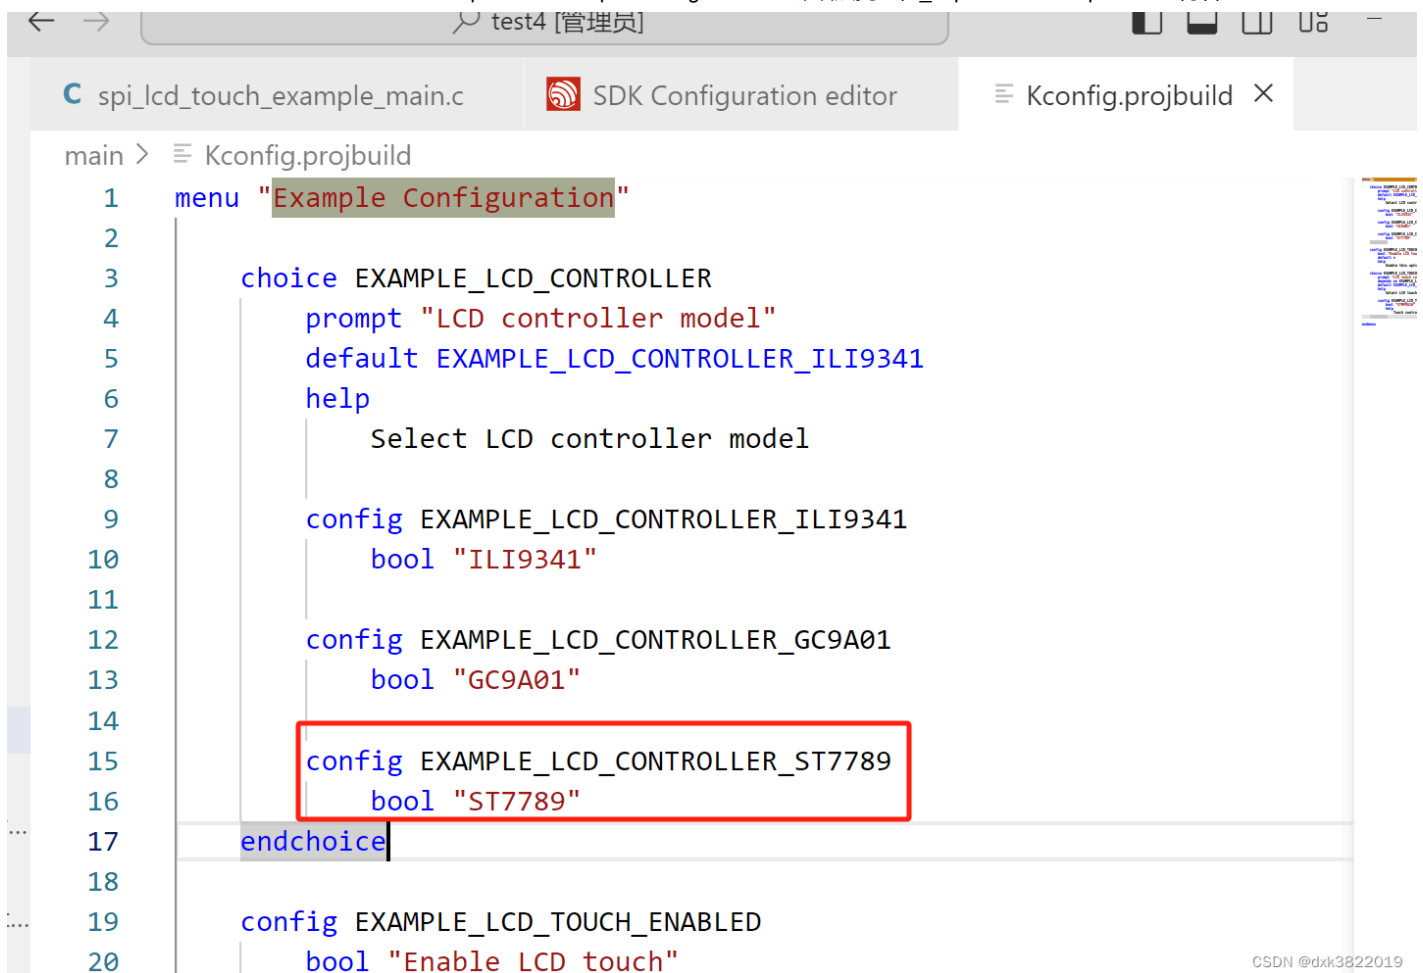 test4 [管理员]
C spi_lcd_touch_example_main.c
SDK Configuration editor
Kconfig.projbuild
main > Kconfig.projbuild
1 menu "Example Configuration"
2
3 choice EXAMPLE_LCD_CONTROLLER
4 prompt "LCD controller model"
5 default EXAMPLE_LCD_CONTROLLER_ILI9341
6 help
7 Select LCD controller model
8
9 config EXAMPLE_LCD_CONTROLLER_ILI9341
10 bool "ILI9341"
11
12 config EXAMPLE_LCD_CONTROLLER_GC9A01
13 bool "GC9A01"
14
15 config EXAMPLE_LCD_CONTROLLER_ST7789
16 bool "ST7789"
17 endchoice
18
19 config EXAMPLE_LCD_TOUCH_ENABLED
20 bool "Enable LCD touch"
CSDN @dxk3822019